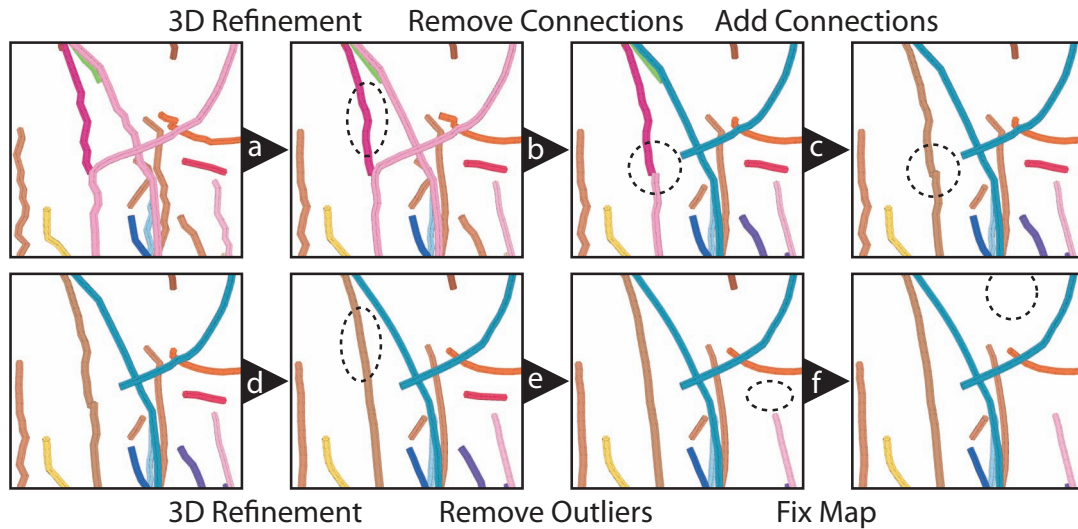 3D Refinement Remove Connections Add Connections
a b c
d e f
3D Refinement Remove Outliers Fix Map